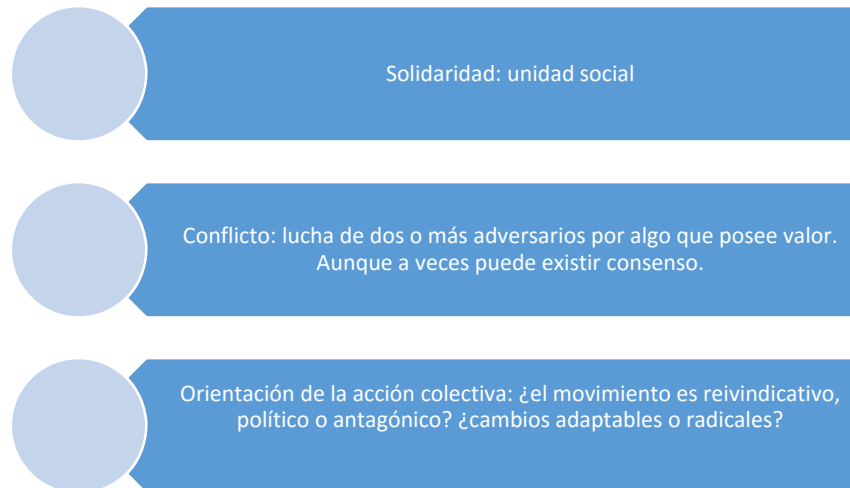 Solidaridad: unidad social
Conflicto: lucha de dos o más adversarios por algo que posee valor.
Aunque a veces puede existir consenso.
Orientación de la acción colectiva: ¿el movimiento es reivindicativo,
político o antagónico? ¿cambios adaptables o radicales?